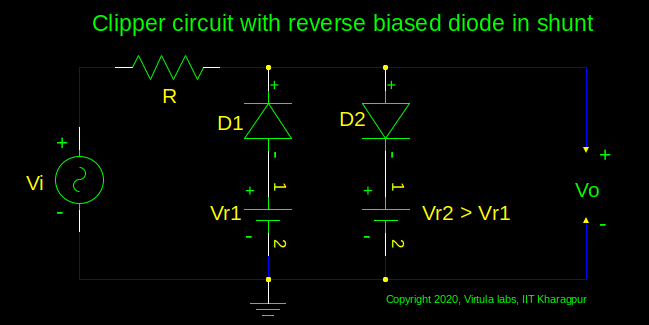 Clipper circuit with reverse biased diode in shunt
R
+ +
D1 D2
- -
+ Vi -
+ Vr1 - 1 2
+ - 1 2 Vr2 > Vr1
+ Vo -
Copyright 2020, Virtula labs, IIT Kharagpur